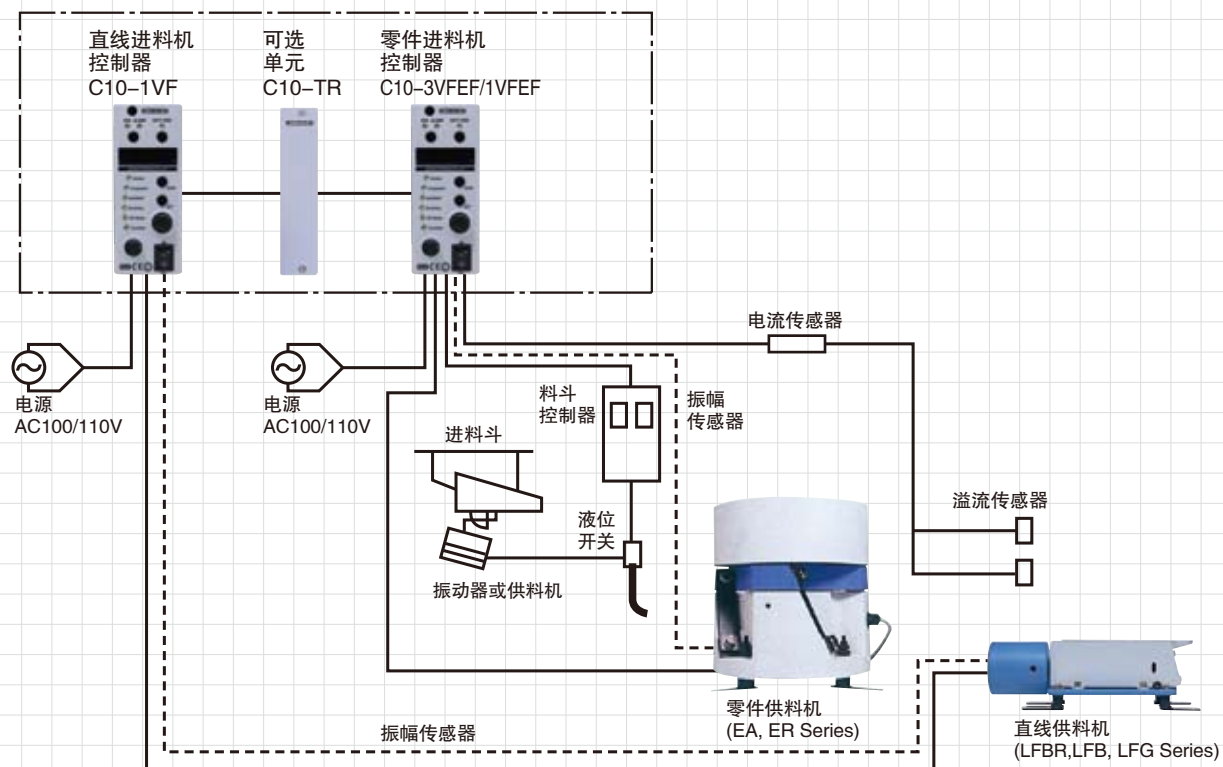 直线进料机
控制器
C10–1VF
可选
单元
C10–TR
零件进料机
控制器
C10–3VFEF/1VFEF
电流传感器
电源
AC100/110V
电源
AC100/110V
料斗
控制器
振幅
传感器
进料斗
液位
开关
溢流传感器
振动器或供料机
零件供料机
(EA, ER Series)
振幅传感器
直线供料机
(LFBR,LFB, LFG Series)